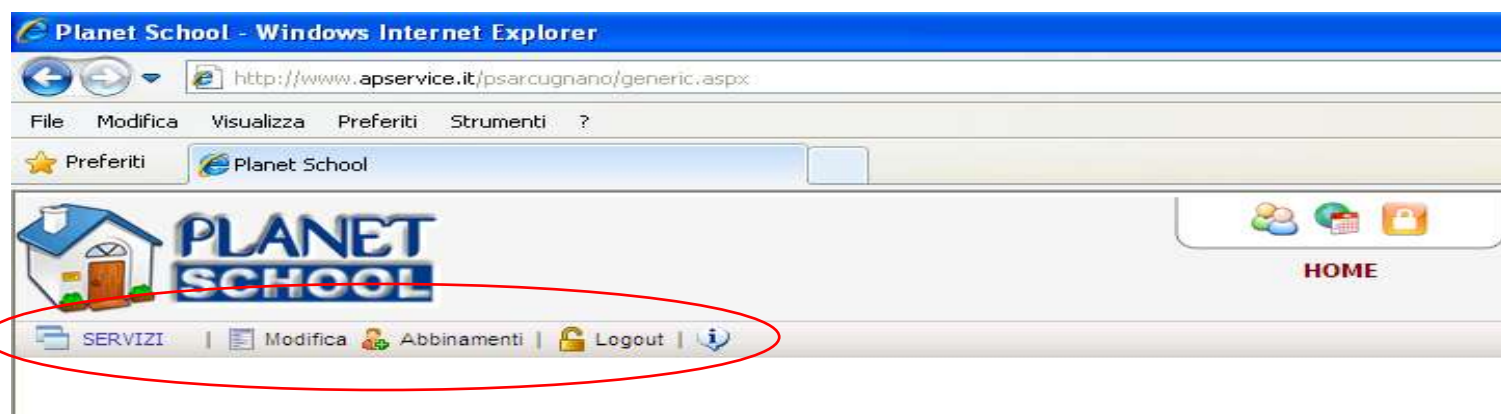 Planet School - Windows Internet Explorer
http://www.apservice.it/psarcugnano/generic.aspx
File Modifica Visualizza Preferiti Strumenti ?
Preferiti Planet School
PLANET
SCHOOL
HOME
SERVIZI | Modifica Abbinamenti | Logout |